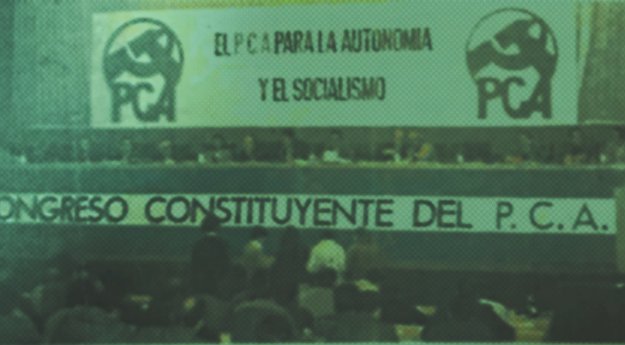 EL P C A PARA LA AUTONOMIA
Y EL SOCIALISMO
PCA
PCA
ONGRESO CONSTITUYENTE DEL P.C.A.